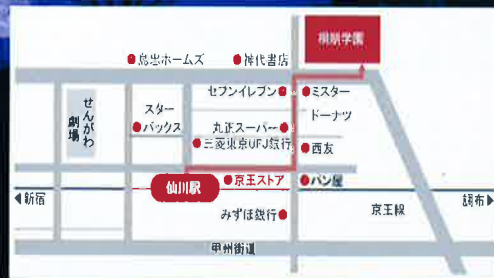 桐朋学園
鳥忠ホームズ
神代書店
セブンイレブン
ミスター
ドーナツ
せんがわ
劇場
スター
バックス
丸正スーパー
三菱東京UFJ銀行
西友
仙川駅
京王ストア
パン屋
新宿
みずほ銀行
京王線
調布
甲州街道